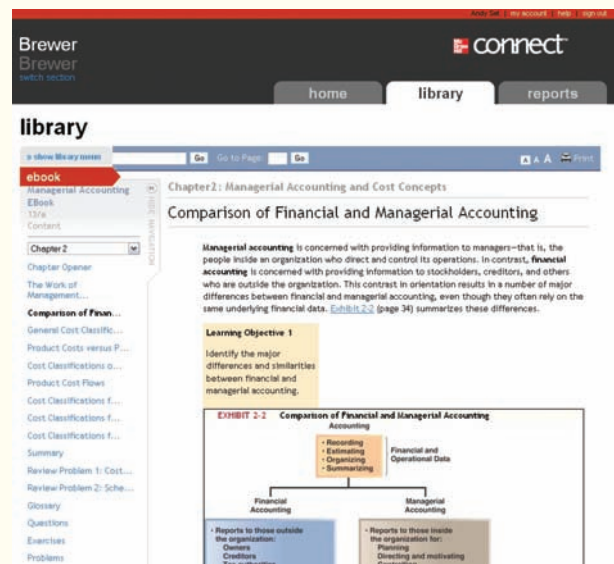 Andy Set | my account | help | sign out
Brewer
Brewer
switch section
connect
home library reports
library
» show library menu
Go Go to Page: Go
A A A Print
ebook
Managerial Accounting
EBook
13/e
Content
HIDE NAVIGATION
Chapter 2
Chapter Opener
The Work of
Management...
Comparison of Finan...
General Cost Classific...
Product Costs versus P...
Cost Classifications o...
Product Cost Flows
Cost Classifications f...
Cost Classifications f...
Cost Classifications f...
Summary
Review Problem 1: Cost...
Review Problem 2: Sche...
Glossary
Questions
Exercises
Problems
Chapter2: Managerial Accounting and Cost Concepts
Comparison of Financial and Managerial Accounting
Managerial accounting is concerned with providing information to managers—that is, the
people inside an organization who direct and control its operations. In contrast, financial
accounting is concerned with providing information to stockholders, creditors, and others
who are outside the organization. This contrast in orientation results in a number of major
differences between financial and managerial accounting, even though they often rely on the
same underlying financial data. Exhibit 2-2 (page 34) summarizes these differences.
Learning Objective 1
Identify the major
differences and similarities
between financial and
managerial accounting.
EXHIBIT 2-2 Comparison of Financial and Managerial Accounting
Accounting
• Recording
• Estimating
• Organizing
• Summarizing
Financial and
Operational Data
Financial
Accounting
Managerial
Accounting
• Reports to those outside
the organization:
Owners
Creditors
• Reports to those inside
the organization for:
Planning
Directing and motivating